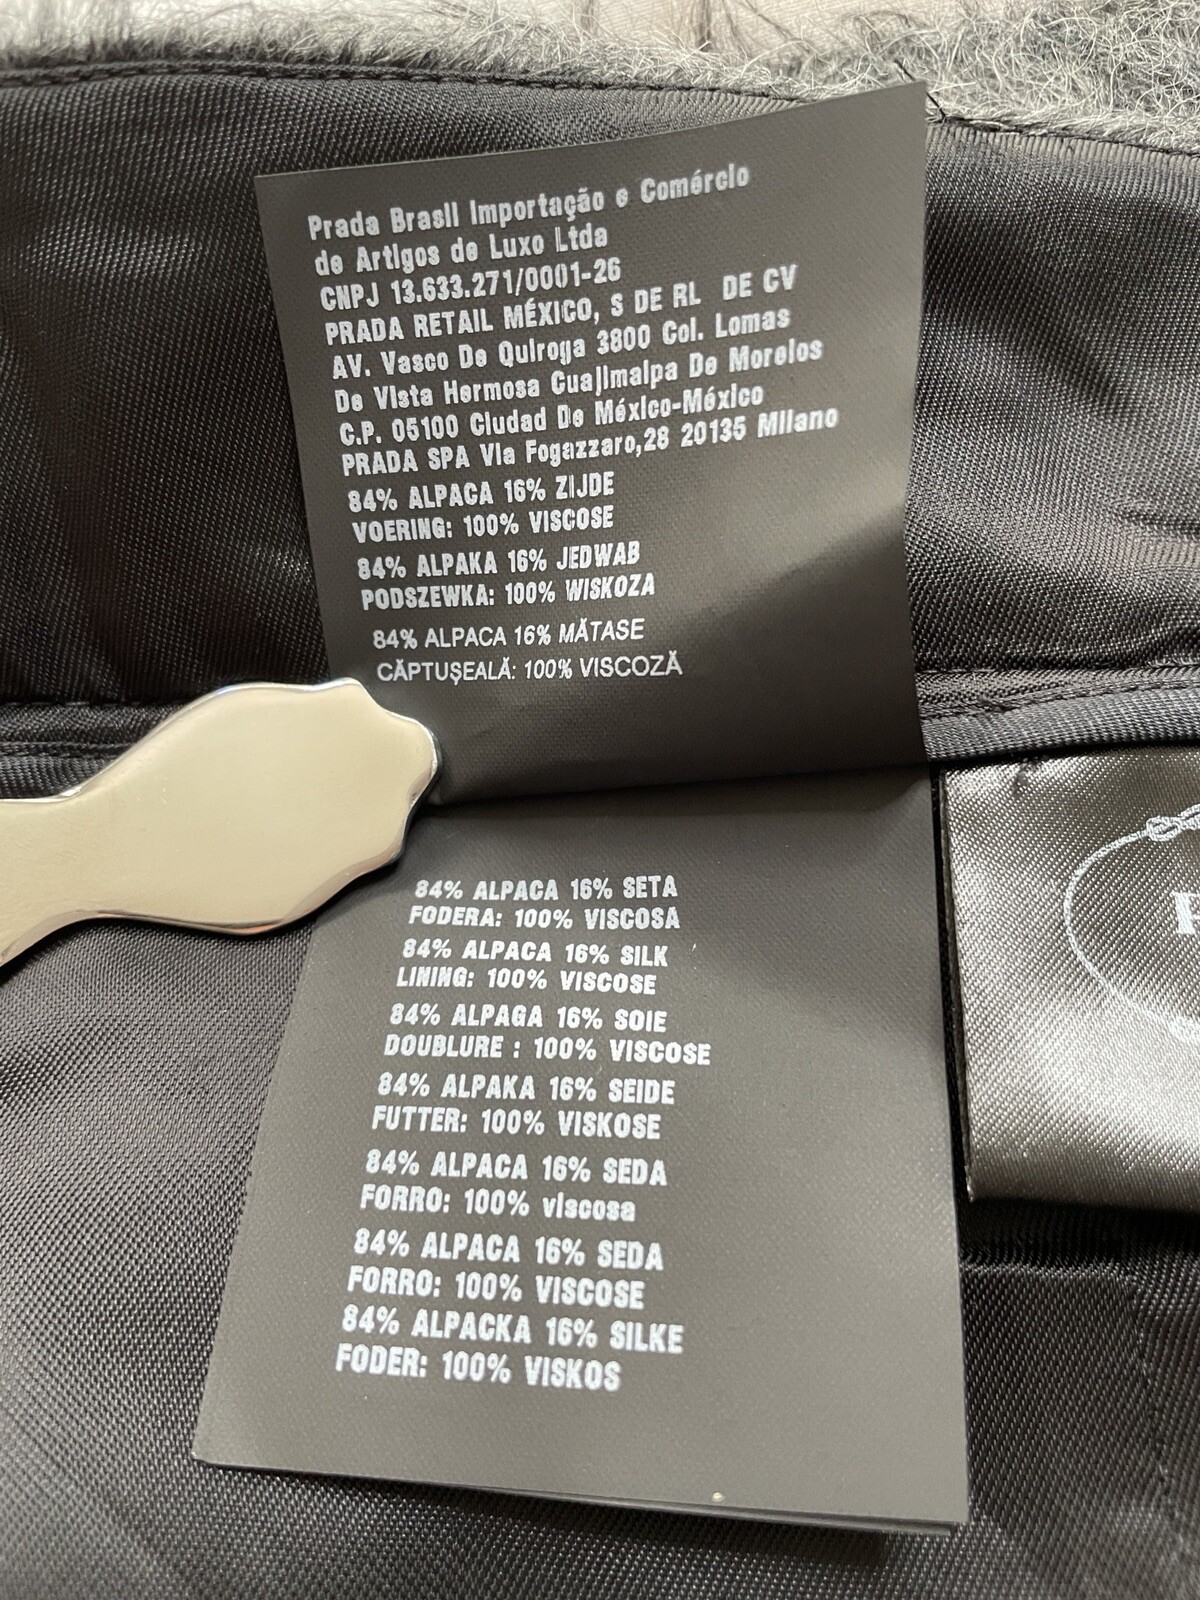 Prada Brasil Importação e Comércio
de Artigos de Luxo Ltda
CNPJ 13.633.271/0001-26
PRADA RETAIL MÉXICO, S DE RL DE CV
AV. Vasco De Quiroga 3800 Col. Lomas
De Vista Hermosa Cuajimalpa De Morelos
C.P. 05100 Ciudad De México-México
PRADA SPA Via Fogazzaro,28 20135 Milano
84% ALPACA 16% ZIJDE
VOERING: 100% VISCOSE
84% ALPAKA 16% JEDWAB
PODSZEWKA: 100% WISKOZA
84% ALPACA 16% MĂTASE
CĂPTUȘEALĂ: 100% VISCOZĂ
84% ALPACA 16% SETA
FODERA: 100% VISCOSA
84% ALPACA 16% SILK
LINING: 100% VISCOSE
84% ALPAGA 16% SOIE
DOUBLURE : 100% VISCOSE
84% ALPAKA 16% SEIDE
FUTTER: 100% VISKOSE
84% ALPACA 16% SEDA
FORRO: 100% viscosa
84% ALPACA 16% SEDA
FORRO: 100% VISCOSE
84% ALPACKA 16% SILKE
FODER: 100% VISKOS